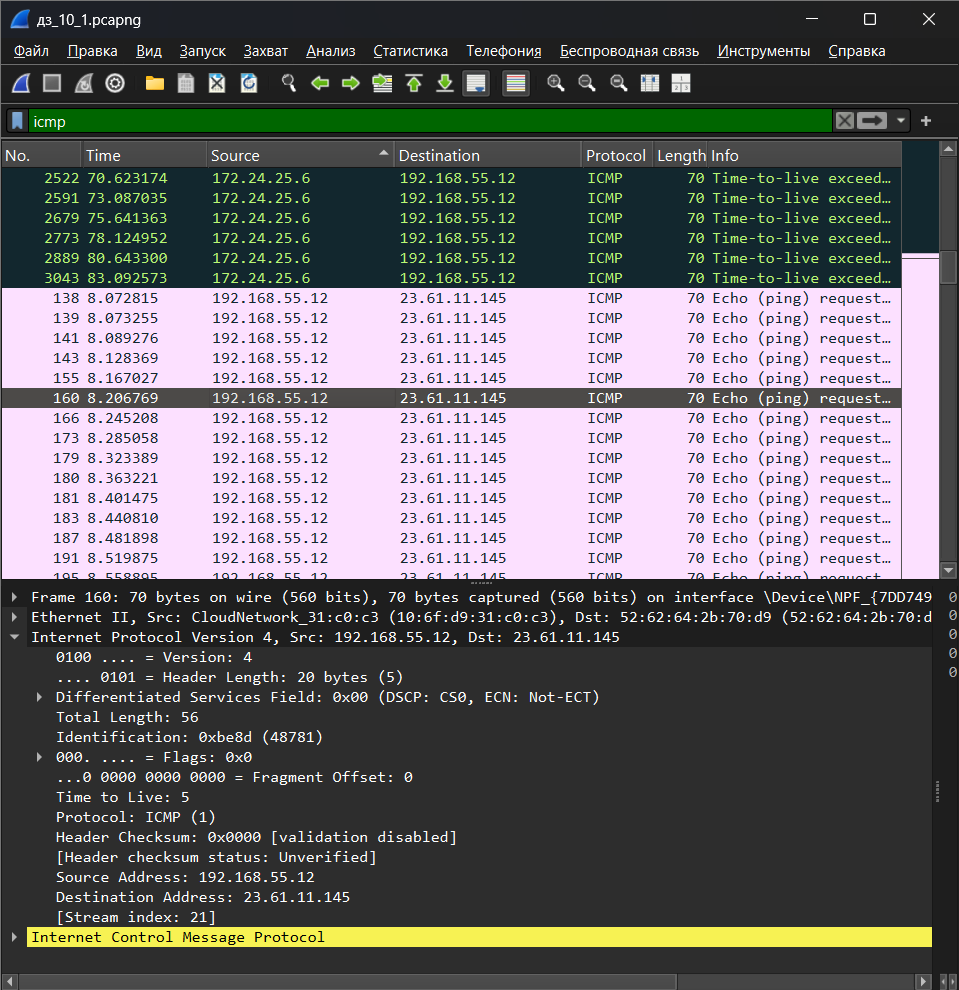 дз_10_1.pcapng
Файл Правка Вид Запуск Захват Анализ Статистика Телефония Беспроводная связь Инструменты Справка
icmp
No. Time Source Destination Protocol Length Info
2522 70.623174 172.24.25.6 192.168.55.12 ICMP 70 Time-to-live exceed…
2591 73.087035 172.24.25.6 192.168.55.12 ICMP 70 Time-to-live exceed…
2679 75.641363 172.24.25.6 192.168.55.12 ICMP 70 Time-to-live exceed…
2773 78.124952 172.24.25.6 192.168.55.12 ICMP 70 Time-to-live exceed…
2889 80.643300 172.24.25.6 192.168.55.12 ICMP 70 Time-to-live exceed…
3043 83.092573 172.24.25.6 192.168.55.12 ICMP 70 Time-to-live exceed…
138 8.072815 192.168.55.12 23.61.11.145 ICMP 70 Echo (ping) request…
139 8.073255 192.168.55.12 23.61.11.145 ICMP 70 Echo (ping) request…
141 8.089276 192.168.55.12 23.61.11.145 ICMP 70 Echo (ping) request…
143 8.128369 192.168.55.12 23.61.11.145 ICMP 70 Echo (ping) request…
155 8.167027 192.168.55.12 23.61.11.145 ICMP 70 Echo (ping) request…
160 8.206769 192.168.55.12 23.61.11.145 ICMP 70 Echo (ping) request…
166 8.245208 192.168.55.12 23.61.11.145 ICMP 70 Echo (ping) request…
173 8.285058 192.168.55.12 23.61.11.145 ICMP 70 Echo (ping) request…
179 8.323389 192.168.55.12 23.61.11.145 ICMP 70 Echo (ping) request…
180 8.363221 192.168.55.12 23.61.11.145 ICMP 70 Echo (ping) request…
181 8.401475 192.168.55.12 23.61.11.145 ICMP 70 Echo (ping) request…
183 8.440810 192.168.55.12 23.61.11.145 ICMP 70 Echo (ping) request…
187 8.481898 192.168.55.12 23.61.11.145 ICMP 70 Echo (ping) request…
191 8.519875 192.168.55.12 23.61.11.145 ICMP 70 Echo (ping) request…
195 8.558895 192.168.55.12 23.61.11.145 ICMP 70 Echo (ping) request…
Frame 160: 70 bytes on wire (560 bits), 70 bytes captured (560 bits) on interface \Device\NPF_{7DD749
Ethernet II, Src: CloudNetwork_31:c0:c3 (10:6f:d9:31:c0:c3), Dst: 52:62:64:2b:70:d9 (52:62:64:2b:70:d
Internet Protocol Version 4, Src: 192.168.55.12, Dst: 23.61.11.145
0100 .... = Version: 4
.... 0101 = Header Length: 20 bytes (5)
Differentiated Services Field: 0x00 (DSCP: CS0, ECN: Not-ECT)
Total Length: 56
Identification: 0xbe8d (48781)
000. .... = Flags: 0x0
...0 0000 0000 0000 = Fragment Offset: 0
Time to Live: 5
Protocol: ICMP (1)
Header Checksum: 0x0000 [validation disabled]
[Header checksum status: Unverified]
Source Address: 192.168.55.12
Destination Address: 23.61.11.145
[Stream index: 21]
Internet Control Message Protocol